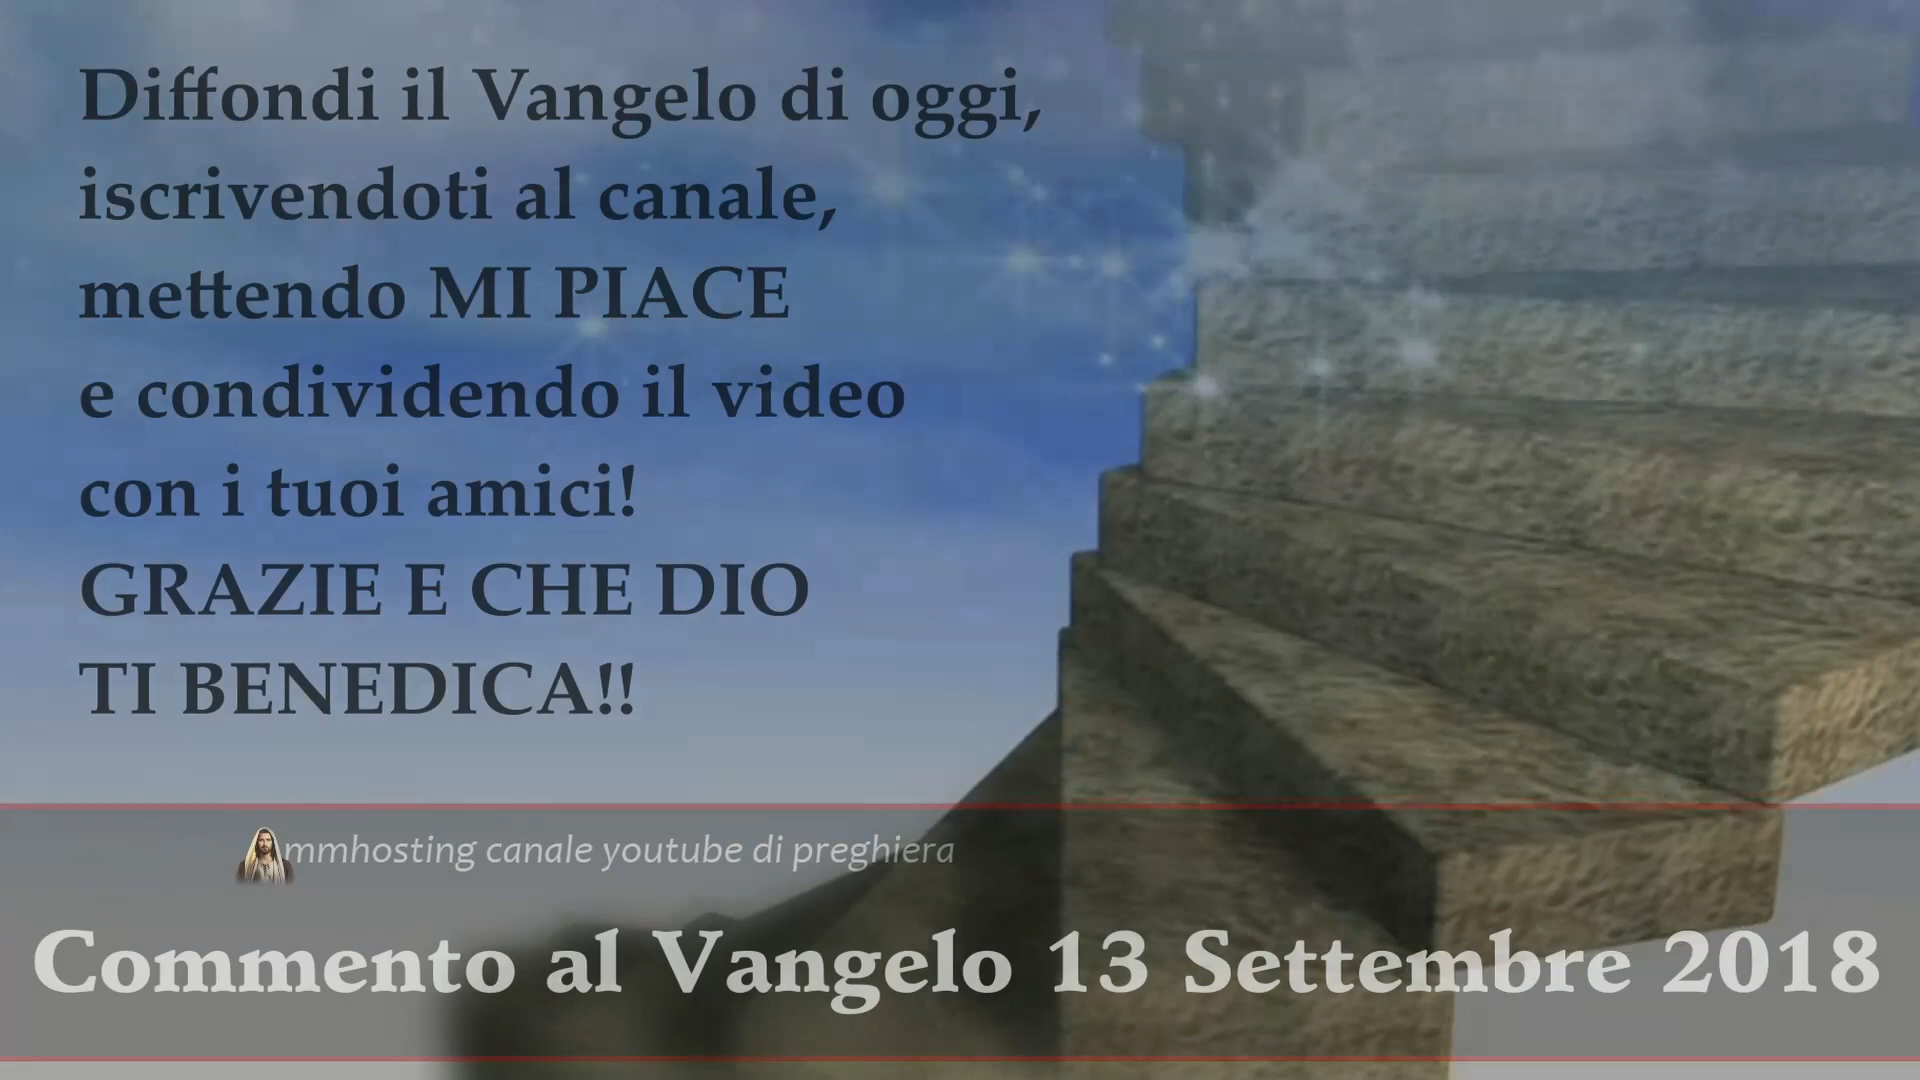 Diffondi il Vangelo di oggi,
iscrivendoti al canale,
mettendo MI PIACE
e condividendo il video
con i tuoi amici!
GRAZIE E CHE DIO
TI BENEDICA!!
mmhosting canale youtube di preghiera
Commento al Vangelo 13 Settembre 2018